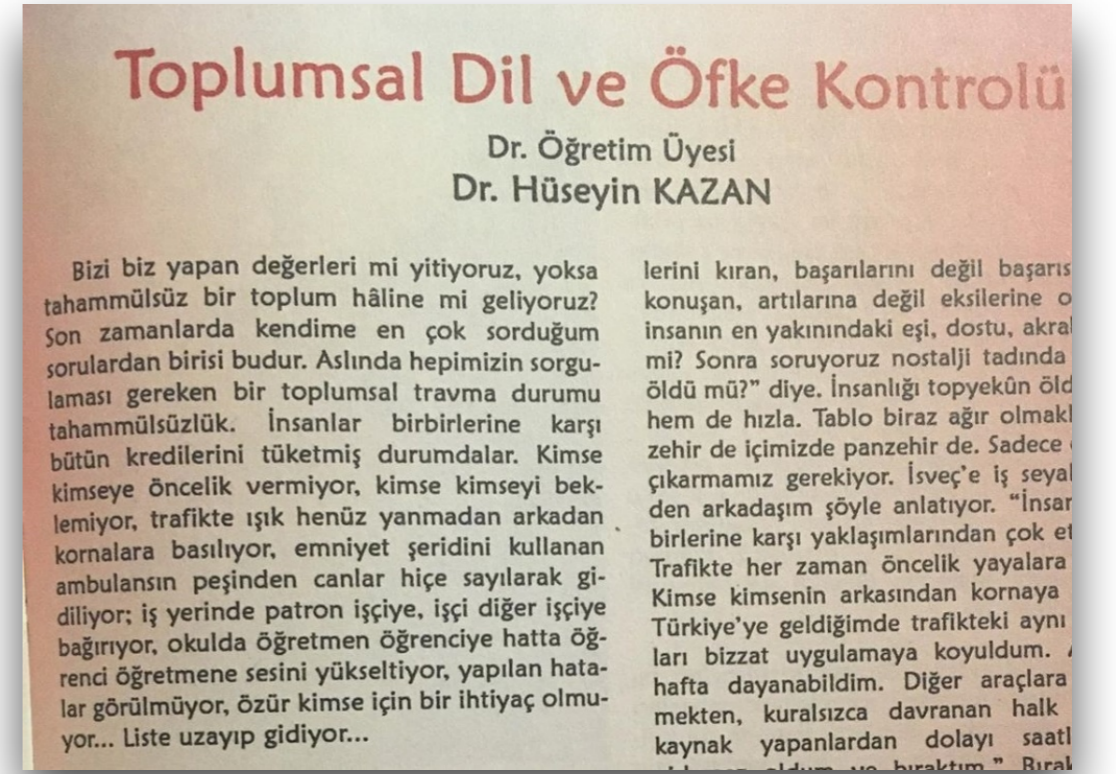 Toplumsal Dil ve Öfke Kontrolü
Dr. Öğretim Üyesi
Dr. Hüseyin KAZAN
Bizi biz yapan değerleri mi yitiyoruz, yoksa
tahammülsüz bir toplum hâline mi geliyoruz?
Son zamanlarda kendime en çok sorduğum
sorulardan birisi budur. Aslında hepimizin sorgu-
laması gereken bir toplumsal travma durumu
tahammülsüzlük. İnsanlar birbirlerine karşı
bütün kredilerini tüketmiş durumdalar. Kimse
kimseye öncelik vermiyor, kimse kimseyi bek-
lemiyor, trafikte ışık henüz yanmadan arkadan
kornalara basılıyor, emniyet şeridini kullanan
ambulansın peşinden canlar hiçe sayılarak gi-
diliyor; iş yerinde patron işçiye, işçi diğer işçiye
bağırıyor, okulda öğretmen öğrenciye hatta öğ-
renci öğretmene sesini yükseltiyor, yapılan hata-
lar görülmüyor, özür kimse için bir ihtiyaç olmu-
yor... Liste uzayıp gidiyor...
lerini kıran, başarılarını değil
konuşan, artılarına değil eksilerine
insanın en yakınındaki eşi, dostu,
mi? Sonra soruyoruz nostalji tadında
öldü mü?” diye. İnsanlığı topyekûn
hem de hızla. Tablo biraz ağır
zehir de içimizde panzehir de. Sadece
çıkarmamız gerekiyor. İsveç’e iş
den arkadaşım şöyle anlatıyor.
birlerine karşı yaklaşımlarından çok
Trafikte her zaman öncelik yayalara
Kimse kimsenin arkasından kornaya
Türkiye’ye geldiğimde trafikteki aynı
ları bizzat uygulamaya koyuldum.
hafta dayanabildim. Diğer araçlara
mekten, kuralsızca davranan halk
kaynak yapanlardan dolayı
oldum ve bıraktım.”